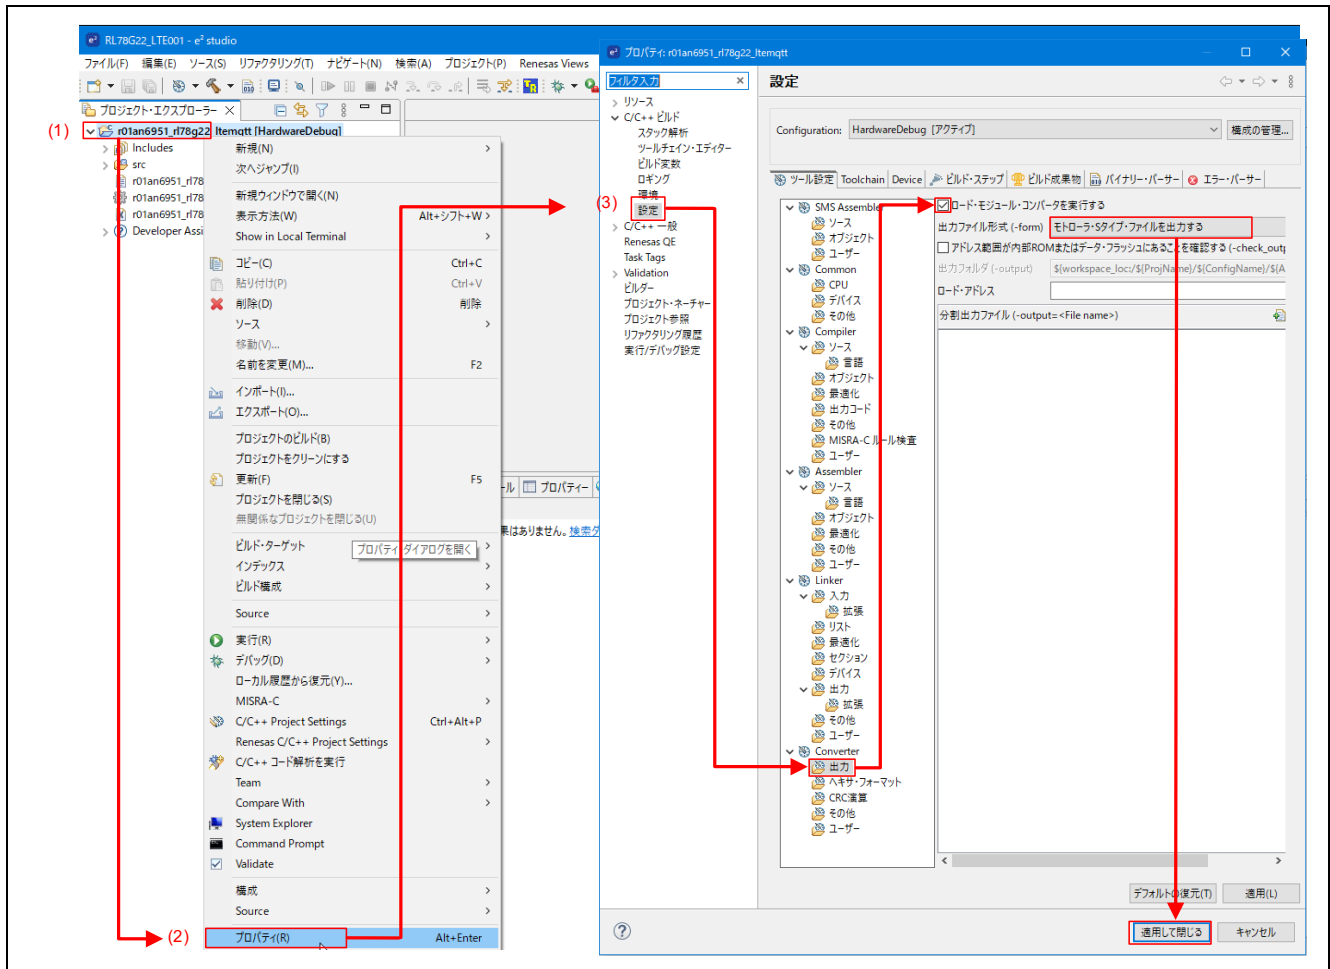 RL78G22_LTE001 - e² studio
ファイル(F) 編集(E) ソース(S) リファクタリング(T) ナビゲート(N) 検索(A) プロジェクト(P) Renesas Views
プロジェクト・エクスプローラー
(1)
r01an6951_rl78g22_ltemqtt [HardwareDebug]
Includes
src
r01an6951_rl78
r01an6951_rl78
r01an6951_rl78
Developer Assi
新規(N)
次へジャンプ(I)
新規ウィンドウで開く(N)
表示方法(W) Alt+シフト+W
Show in Local Terminal
コピー(C) Ctrl+C
貼り付け(P) Ctrl+V
削除(D) 削除
ソース
移動(V)...
名前を変更(M)... F2
インポート(I)...
エクスポート(O)...
プロジェクトのビルド(B)
プロジェクトをクリーンにする
更新(F) F5
プロジェクトを閉じる(S)
無関係なプロジェクトを閉じる(U)
ビルド・ターゲット
プロパティ ダイアログを開く
インデックス
ビルド構成
Source
実行(R)
デバッグ(D)
ローカル履歴から復元(Y)...
MISRA-C
C/C++ Project Settings Ctrl+Alt+P
Renesas C/C++ Project Settings
C/C++ コード解析を実行
Team
Compare With
System Explorer
Command Prompt
Validate
構成
Source
(2)
プロパティ(R) Alt+Enter
ール プロパティー
果はありません。検索ダ
プロパティ: r01an6951_rl78g22_ltemqtt
フィルタ入力
リソース
C/C++ ビルド
スタック解析
ツールチェイン・エディター
ビルド変数
ロギング
環境
(3)
設定
C/C++ 一般
Renesas QE
Task Tags
Validation
ビルダー
プロジェクト・ネーチャー
プロジェクト参照
リファクタリング履歴
実行/デバッグ設定
設定
Configuration: HardwareDebug [アクティブ] 構成の管理...
ツール設定 Toolchain Device ビルド・ステップ ビルド成果物 バイナリー・パーサー エラー・パーサー
SMS Assembler
ソース
オブジェクト
ユーザー
Common
CPU
デバイス
その他
Compiler
ソース
言語
オブジェクト
最適化
出力コード
その他
MISRA-C ルール検査
ユーザー
Assembler
ソース
言語
オブジェクト
最適化
その他
ユーザー
Linker
入力
拡張
リスト
最適化
セクション
デバイス
出力
拡張
その他
ユーザー
Converter
出力
ヘキサ・フォーマット
CRC演算
その他
ユーザー
ロード・モジュール・コンバータを実行する
出力ファイル形式 (-form) モトローラ・Sタイプ・ファイルを出力する
アドレス範囲が内部ROMまたはデータ・フラッシュにあることを確認する (-check_outp
出力フォルダ (-output) ${workspace_loc:/${ProjName}/${ConfigName}/${A
ロード・アドレス
分割出力ファイル (-output=<File name>)
デフォルトの復元(T) 適用(L)
適用して閉じる キャンセル